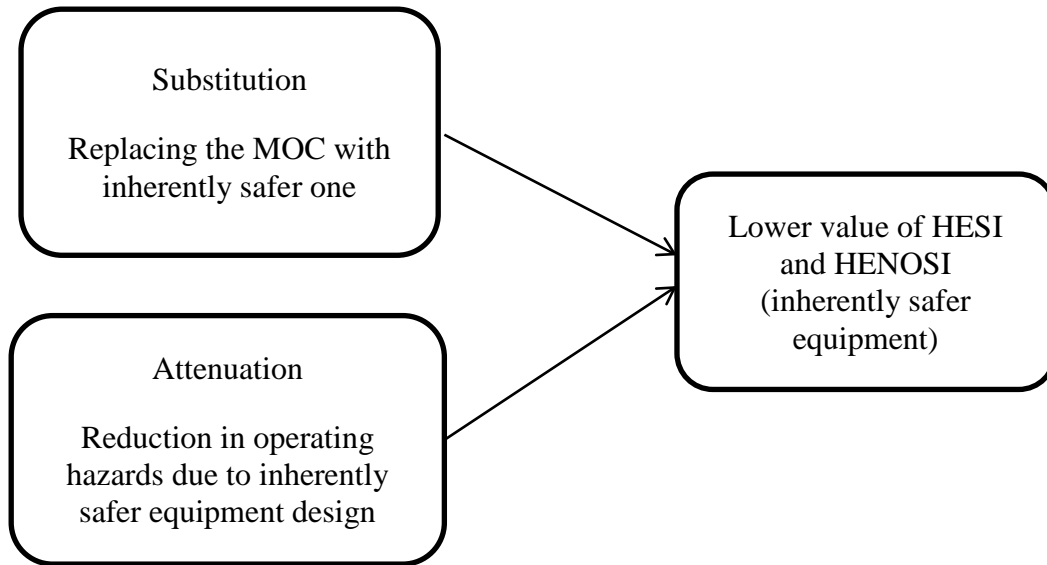 Substitution
Replacing the MOC with
inherently safer one
Attenuation
Reduction in operating
hazards due to inherently
safer equipment design
Lower value of HESI
and HENOSI
(inherently safer
equipment)